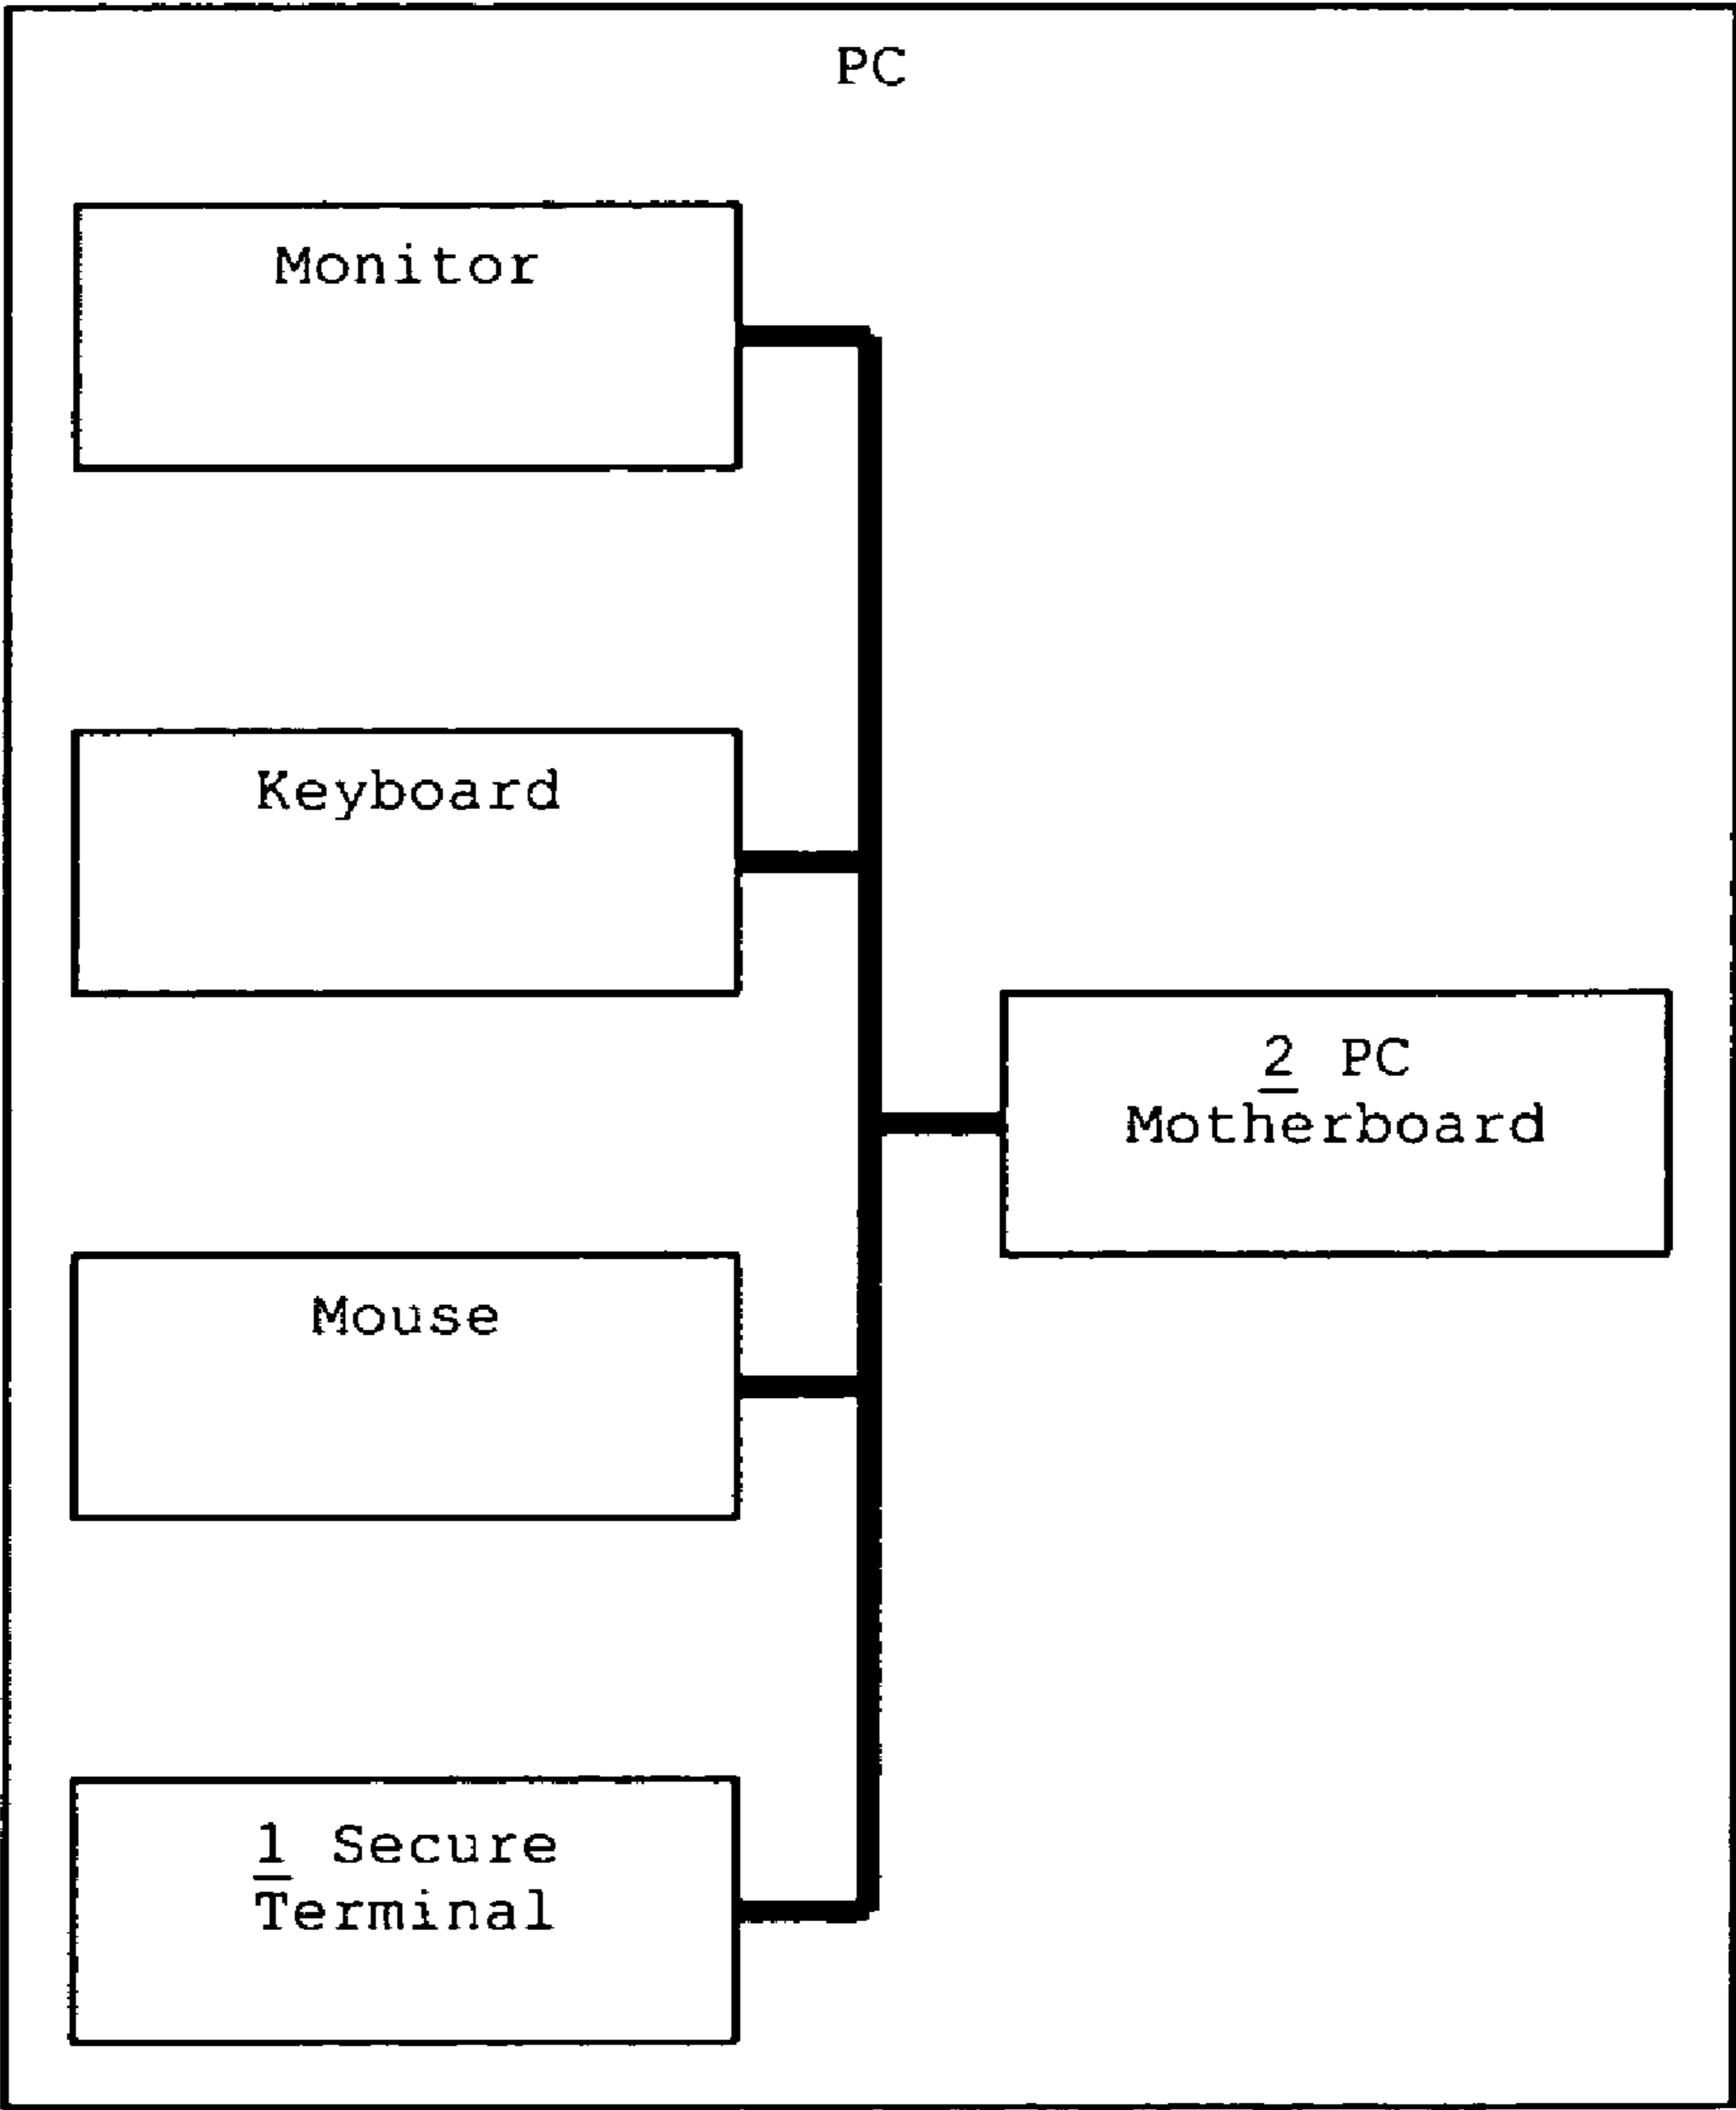 PC
Monitor
Keyboard
2 PC
Motherboard
Mouse
1 Secure
Terminal